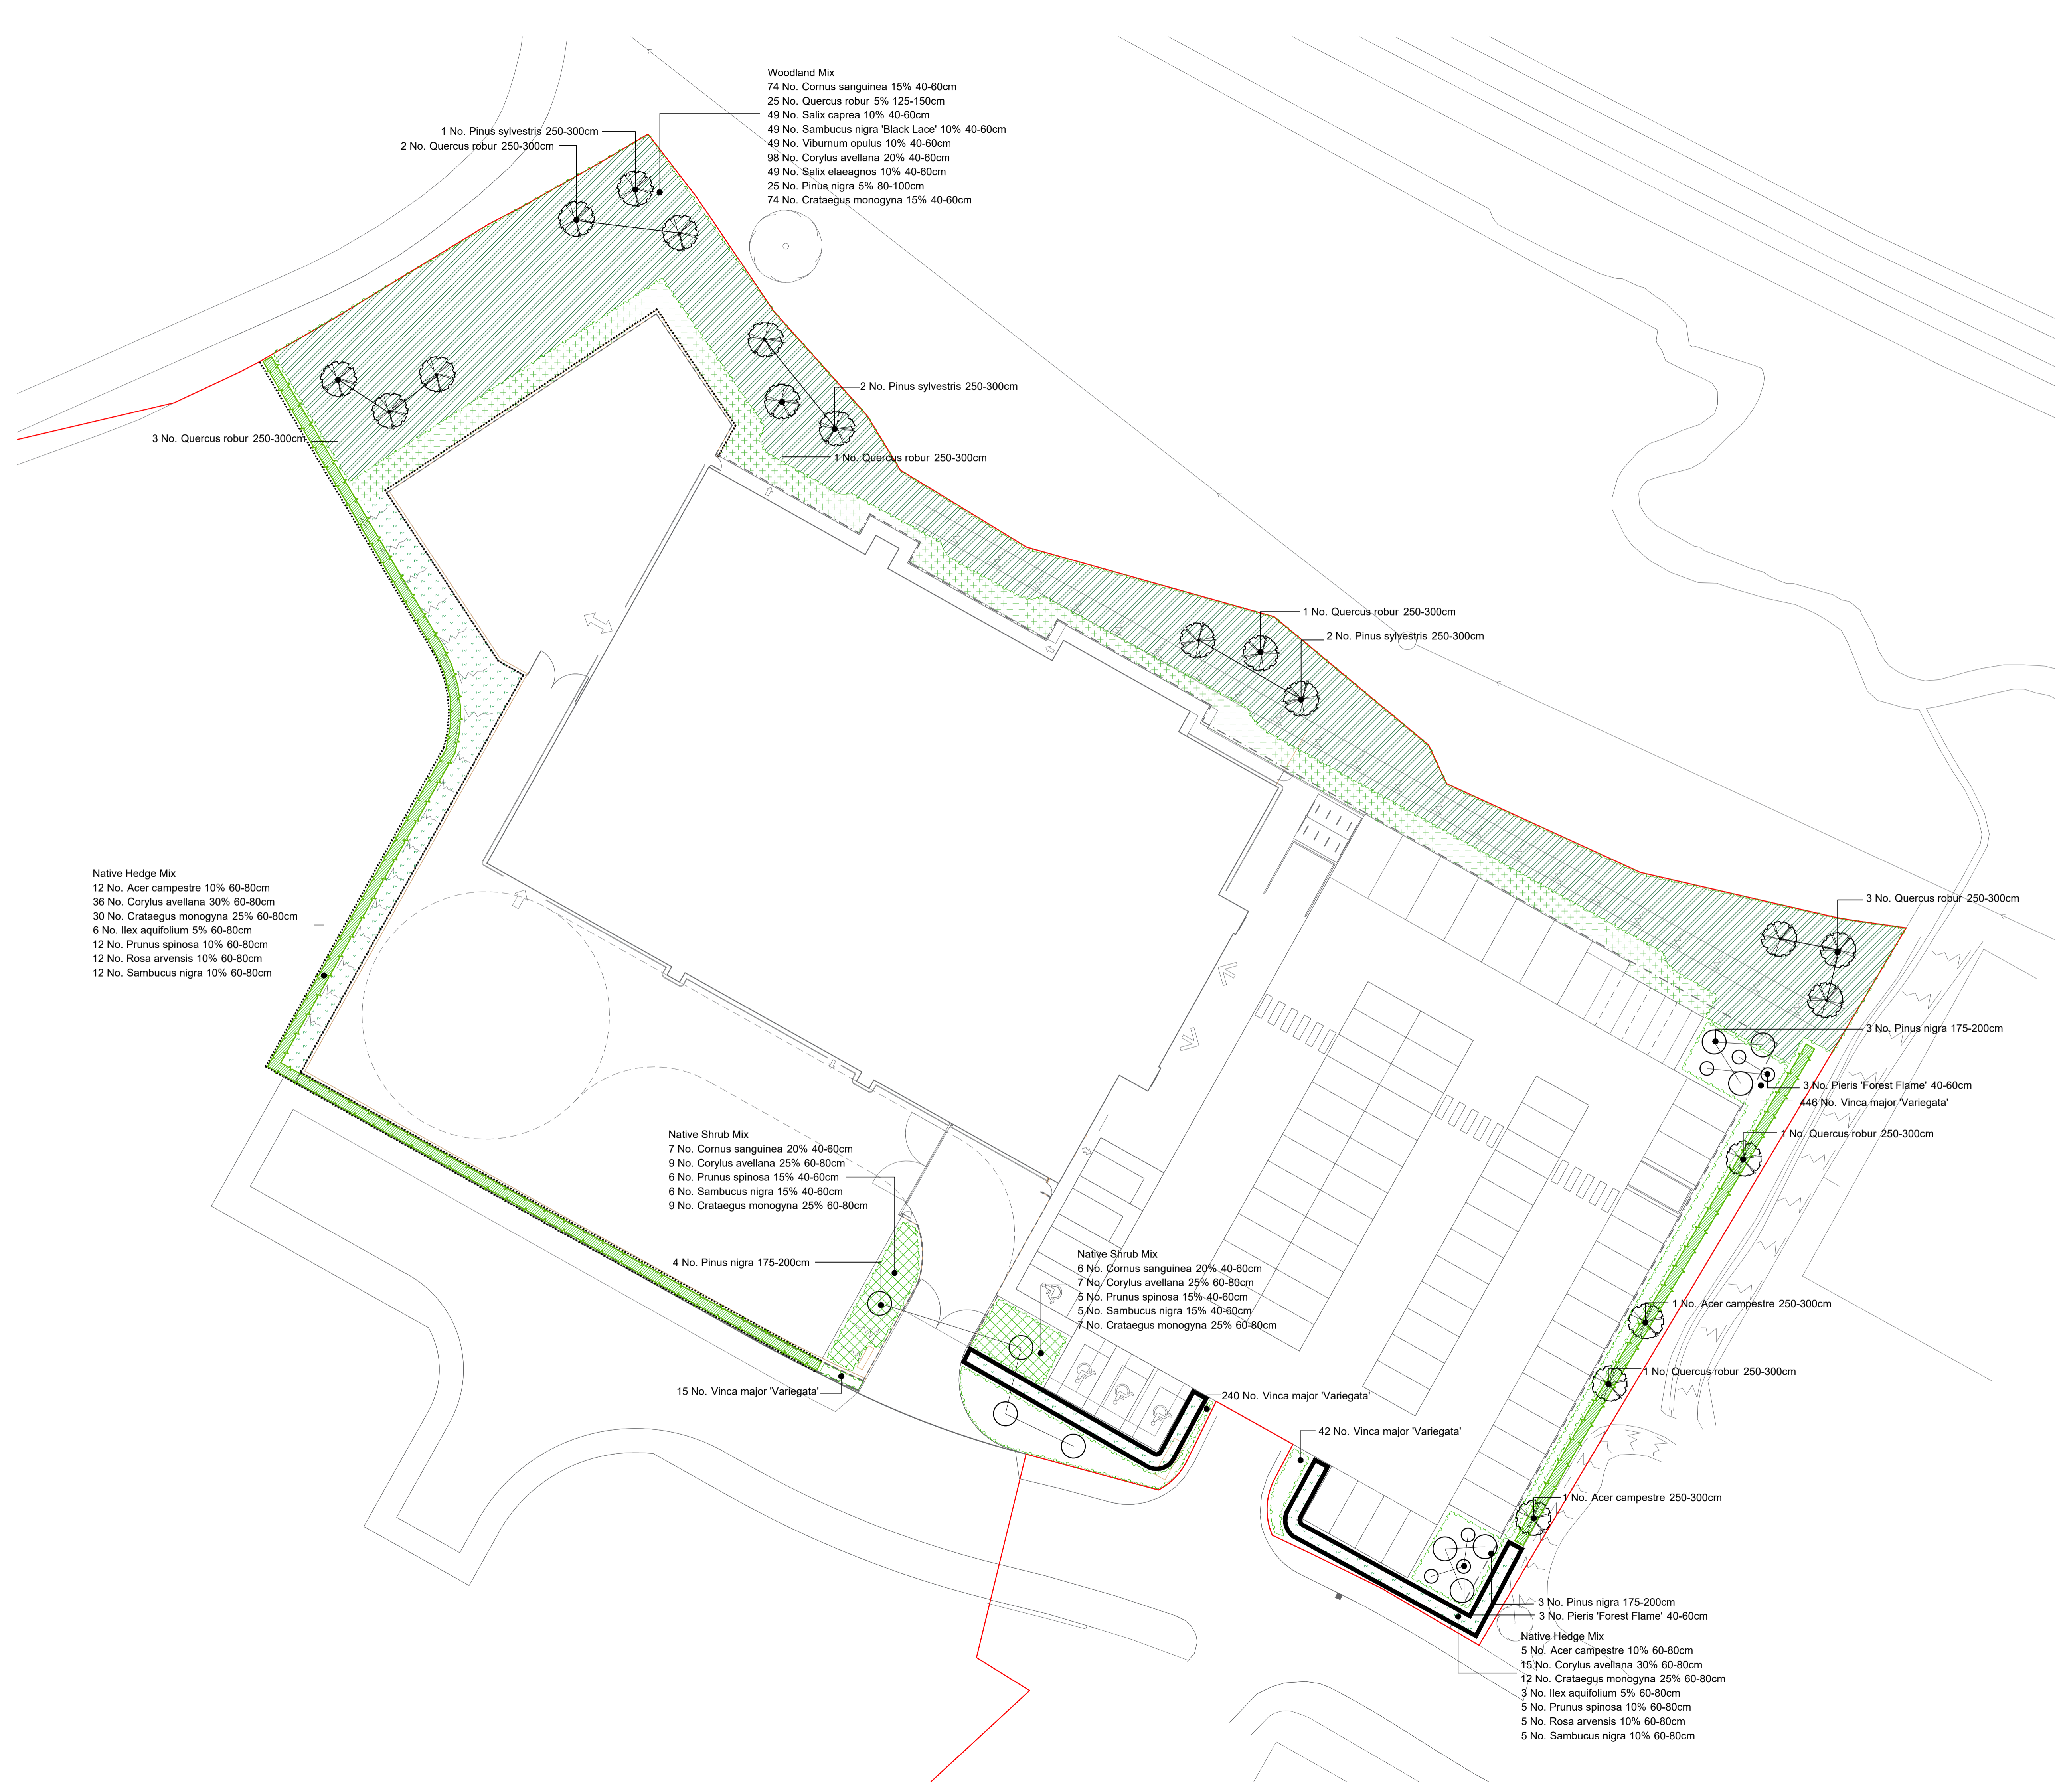 Woodland Mix
74 No. Cornus sanguinea 15% 40-60cm
25 No. Quercus robur 5% 125-150cm
49 No. Salix caprea 10% 40-60cm
49 No. Sambucus nigra 'Black Lace' 10% 40-60cm
49 No. Viburnum opulus 10% 40-60cm
98 No. Corylus avellana 20% 40-60cm
49 No. Salix elaeagnos 10% 40-60cm
25 No. Pinus nigra 5% 80-100cm
74 No. Crataegus monogyna 15% 40-60cm
1 No. Pinus sylvestris 250-300cm
2 No. Quercus robur 250-300cm
2 No. Pinus sylvestris 250-300cm
3 No. Quercus robur 250-300cm
1 No. Quercus robur 250-300cm
1 No. Quercus robur 250-300cm
2 No. Pinus sylvestris 250-300cm
Native Hedge Mix
12 No. Acer campestre 10% 60-80cm
36 No. Corylus avellana 30% 60-80cm
30 No. Crataegus monogyna 25% 60-80cm
6 No. Ilex aquifolium 5% 60-80cm
12 No. Prunus spinosa 10% 60-80cm
12 No. Rosa arvensis 10% 60-80cm
12 No. Sambucus nigra 10% 60-80cm
3 No. Quercus robur 250-300cm
3 No. Pinus nigra 175-200cm
3 No. Pieris 'Forest Flame' 40-60cm
446 No. Vinca major 'Variegata'
1 No. Quercus robur 250-300cm
Native Shrub Mix
7 No. Cornus sanguinea 20% 40-60cm
9 No. Corylus avellana 25% 60-80cm
6 No. Prunus spinosa 15% 40-60cm
6 No. Sambucus nigra 15% 40-60cm
9 No. Crataegus monogyna 25% 60-80cm
4 No. Pinus nigra 175-200cm
Native Shrub Mix
6 No. Cornus sanguinea 20% 40-60cm
7 No. Corylus avellana 25% 60-80cm
5 No. Prunus spinosa 15% 40-60cm
5 No. Sambucus nigra 15% 40-60cm
7 No. Crataegus monogyna 25% 60-80cm
1 No. Acer campestre 250-300cm
1 No. Quercus robur 250-300cm
15 No. Vinca major 'Variegata'
240 No. Vinca major 'Variegata'
42 No. Vinca major 'Variegata'
1 No. Acer campestre 250-300cm
3 No. Pinus nigra 175-200cm
3 No. Pieris 'Forest Flame' 40-60cm
Native Hedge Mix
5 No. Acer campestre 10% 60-80cm
15 No. Corylus avellana 30% 60-80cm
12 No. Crataegus monogyna 25% 60-80cm
3 No. Ilex aquifolium 5% 60-80cm
5 No. Prunus spinosa 10% 60-80cm
5 No. Rosa arvensis 10% 60-80cm
5 No. Sambucus nigra 10% 60-80cm